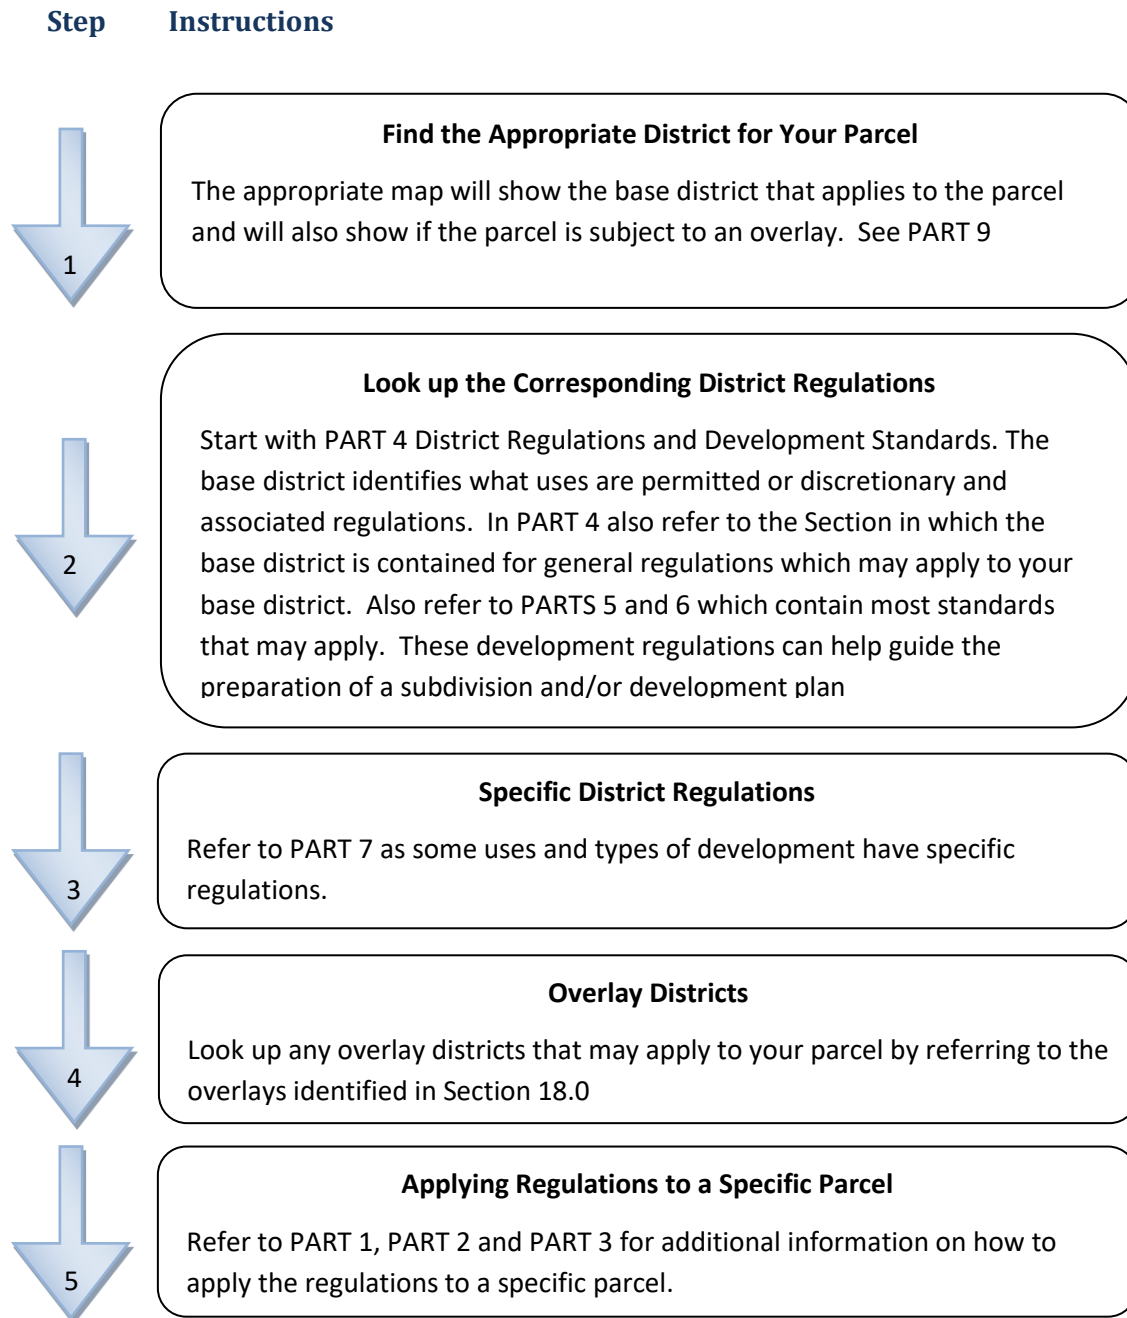 Step Instructions
Find the Appropriate District for Your Parcel
The appropriate map will show the base district that applies to the parcel
and will also show if the parcel is subject to an overlay.  See PART 9
1
Look up the Corresponding District Regulations
Start with PART 4 District Regulations and Development Standards. The
base district identifies what uses are permitted or discretionary and
associated regulations.  In PART 4 also refer to the Section in which the
base district is contained for general regulations which may apply to your
base district.  Also refer to PARTS 5 and 6 which contain most standards
that may apply.  These development regulations can help guide the
preparation of a subdivision and/or development plan
2
Specific District Regulations
Refer to PART 7 as some uses and types of development have specific
regulations.
3
Overlay Districts
Look up any overlay districts that may apply to your parcel by referring to the
overlays identified in Section 18.0
4
Applying Regulations to a Specific Parcel
Refer to PART 1, PART 2 and PART 3 for additional information on how to
apply the regulations to a specific parcel.
5